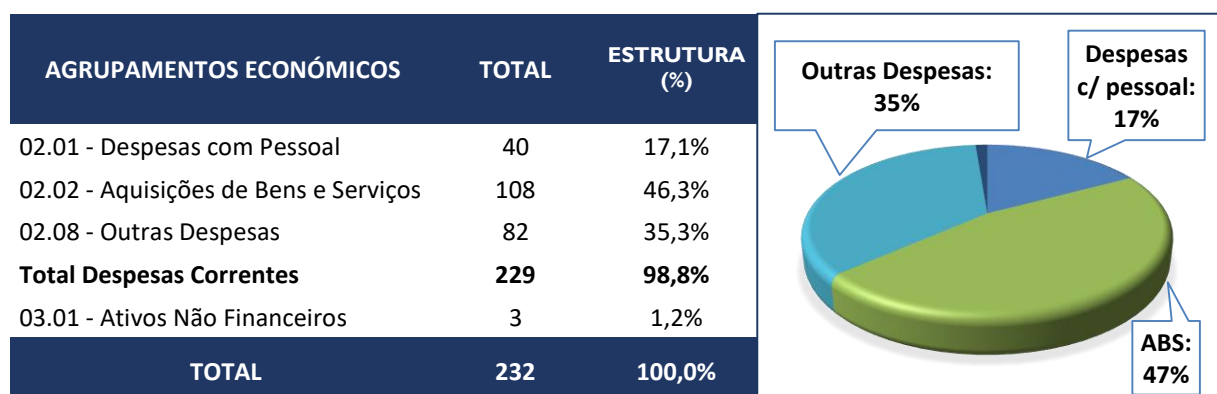 AGRUPAMENTOS ECONÓMICOS TOTAL ESTRUTURA (%)
02.01 - Despesas com Pessoal 40 17,1%
02.02 - Aquisições de Bens e Serviços 108 46,3%
02.08 - Outras Despesas 82 35,3%
Total Despesas Correntes 229 98,8%
03.01 - Ativos Não Financeiros 3 1,2%
TOTAL 232 100,0%
Outras Despesas:
35%
Despesas
c/ pessoal:
17%
ABS:
47%